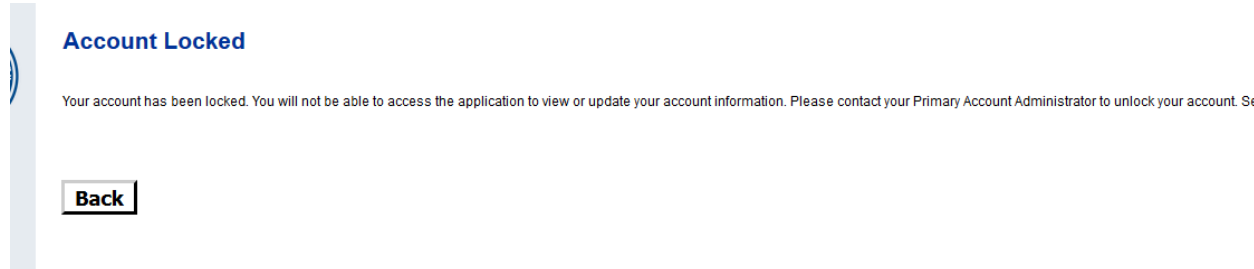 Account Locked
Your account has been locked. You will not be able to access the application to view or update your account information. Please contact your Primary Account Administrator to unlock your account. Se
Back